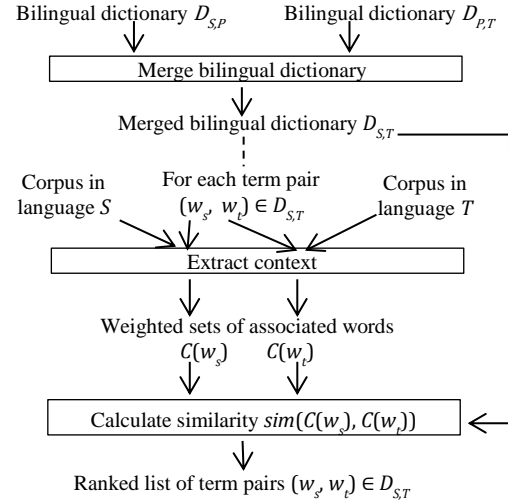 Bilingual dictionary D_{S,P} Bilingual dictionary D_{P,T}
Merge bilingual dictionary
Merged bilingual dictionary D_{S,T}
For each term pair
(w_s, w_t) ∈ D_{S,T}
Corpus in
language S
Corpus in
language T
Extract context
Weighted sets of associated words
C(w_s) C(w_t)
Calculate similarity sim(C(w_s), C(w_t))
Ranked list of term pairs (w_s, w_t) ∈ D_{S,T}